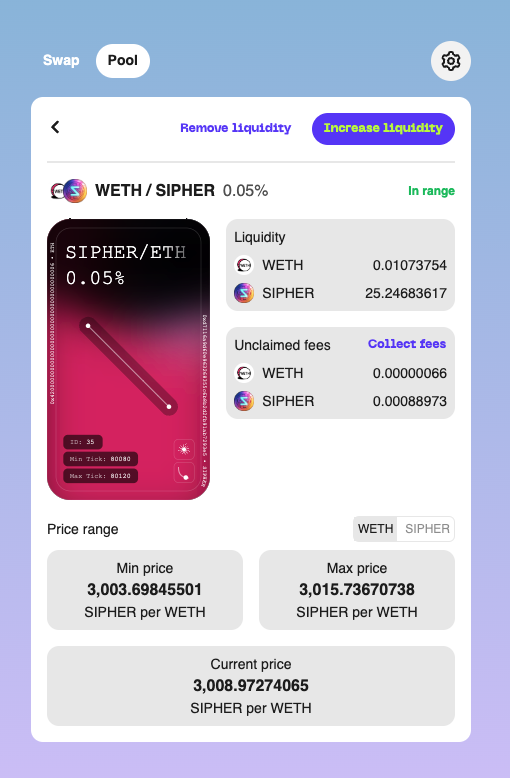 Swap
Pool
Remove liquidity
Increase liquidity
WETH / SIPHER 0.05%
In range
SIPHER/ETH
0.05%
ID: 35
Min Tick: 80080
Max Tick: 80120
Liquidity
WETH 0.01073754
SIPHER 25.24683617
Unclaimed fees
Collect fees
WETH 0.00000066
SIPHER 0.00088973
Price range
WETH
SIPHER
Min price
3,003.69845501
SIPHER per WETH
Max price
3,015.73670738
SIPHER per WETH
Current price
3,008.97274065
SIPHER per WETH